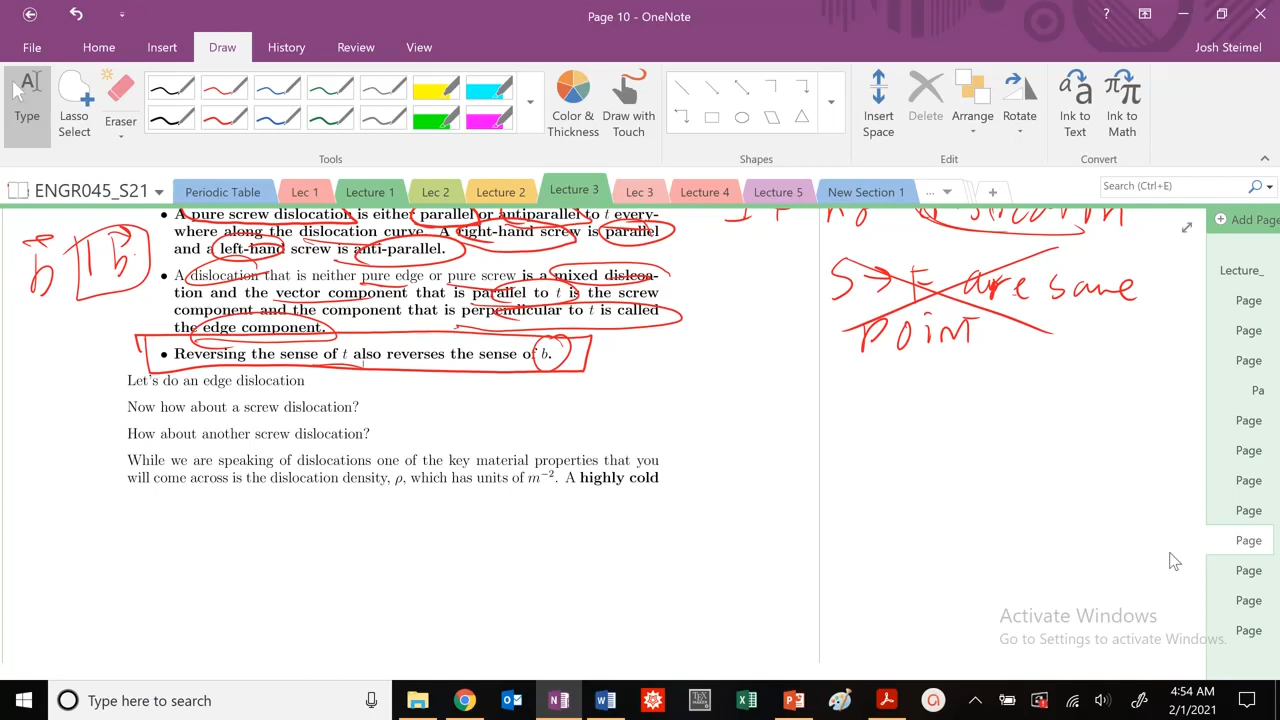 Page 10 - OneNote
?
File
Home
Insert
Draw
History
Review
View
Josh Steimel
Type
Lasso Select
Eraser
Color & Thickness
Draw with Touch
Insert Space
Delete
Arrange
Rotate
Ink to Text
Ink to Math
Tools
Shapes
Edit
Convert
ENGR045_S21
Periodic Table
Lec 1
Lecture 1
Lec 2
Lecture 2
Lecture 3
Lec 3
Lecture 4
Lecture 5
New Section 1
...
Search (Ctrl+E)
Add Page
• A pure screw dislocation is either parallel or antiparallel to t every-
where along the dislocation curve. A right-hand screw is parallel
and a left-hand screw is anti-parallel.
b b
• A dislocation that is neither pure edge or pure screw is a mixed disloca-
tion and the vector component that is parallel to t is the screw
component and the component that is perpendicular to t is called
the edge component.
• Reversing the sense of t also reverses the sense of b.
Let's do an edge dislocation
Now how about a screw dislocation?
How about another screw dislocation?
While we are speaking of dislocations one of the key material properties that you
will come across is the dislocation density, ρ, which has units of m⁻². A highly cold
S → F are same
point
Lecture_
Page
Page
Page
Pa
Page
Page
Page
Page
Page
Page
Page
Page
Activate Windows
Go to Settings to activate Windows.
Type here to search
4:54 AM
2/1/2021